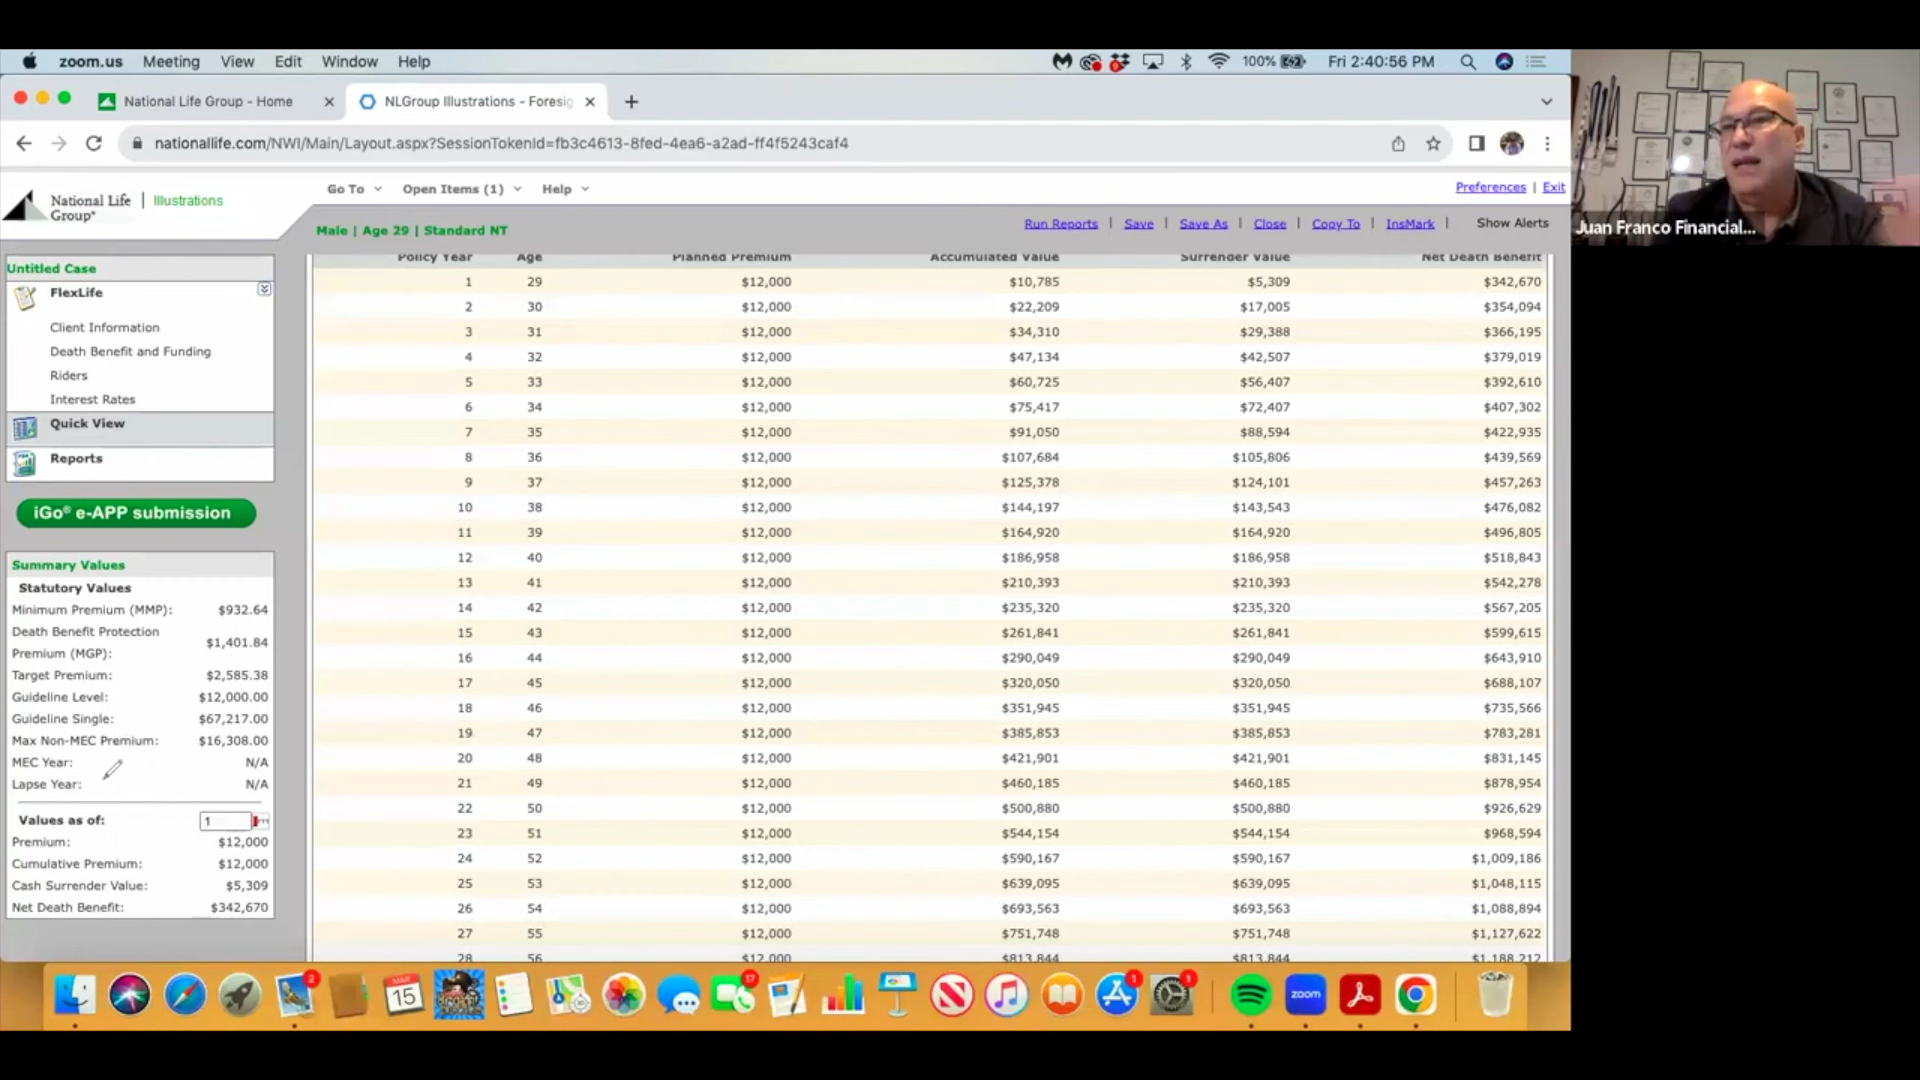 zoom.us Meeting View Edit Window Help 100% Fri 2:40:56 PM
National Life Group - Home NLGroup Illustrations - Foresig
nationallife.com/NWI/Main/Layout.aspx?SessionTokenId=fb3c4613-8fed-4ea6-a2ad-ff4f5243caf4
National Life Group® Illustrations
Go To Open Items (1) Help Preferences | Exit
Male | Age 29 | Standard NT
Run Reports | Save | Save As | Close | Copy To | InsMark | Show Alerts
Juan Franco Financial...
Untitled Case
FlexLife
Client Information
Death Benefit and Funding
Riders
Interest Rates
Quick View
Reports
iGo® e-APP submission
Summary Values
Statutory Values
Minimum Premium (MMP): $932.64
Death Benefit Protection
Premium (MGP): $1,401.84
Target Premium: $2,585.38
Guideline Level: $12,000.00
Guideline Single: $67,217.00
Max Non-MEC Premium: $16,308.00
MEC Year: N/A
Lapse Year: N/A
Values as of: 1
Premium: $12,000
Cumulative Premium: $12,000
Cash Surrender Value: $5,309
Net Death Benefit: $342,670
Policy Year Age Planned Premium Accumulated Value Surrender Value Net Death Benefit
1 29 $12,000 $10,785 $5,309 $342,670
2 30 $12,000 $22,209 $17,005 $354,094
3 31 $12,000 $34,310 $29,388 $366,195
4 32 $12,000 $47,134 $42,507 $379,019
5 33 $12,000 $60,725 $56,407 $392,610
6 34 $12,000 $75,417 $72,407 $407,302
7 35 $12,000 $91,050 $88,594 $422,935
8 36 $12,000 $107,684 $105,806 $439,569
9 37 $12,000 $125,378 $124,101 $457,263
10 38 $12,000 $144,197 $143,543 $476,082
11 39 $12,000 $164,920 $164,920 $496,805
12 40 $12,000 $186,958 $186,958 $518,843
13 41 $12,000 $210,393 $210,393 $542,278
14 42 $12,000 $235,320 $235,320 $567,205
15 43 $12,000 $261,841 $261,841 $599,615
16 44 $12,000 $290,049 $290,049 $643,910
17 45 $12,000 $320,050 $320,050 $688,107
18 46 $12,000 $351,945 $351,945 $735,566
19 47 $12,000 $385,853 $385,853 $783,281
20 48 $12,000 $421,901 $421,901 $831,145
21 49 $12,000 $460,185 $460,185 $878,954
22 50 $12,000 $500,880 $500,880 $926,629
23 51 $12,000 $544,154 $544,154 $968,594
24 52 $12,000 $590,167 $590,167 $1,009,186
25 53 $12,000 $639,095 $639,095 $1,048,115
26 54 $12,000 $693,563 $693,563 $1,088,894
27 55 $12,000 $751,748 $751,748 $1,127,622
28 56 $12,000 $813,844 $813,844 $1,188,212
2 MAR 15 17 1 1 zoom